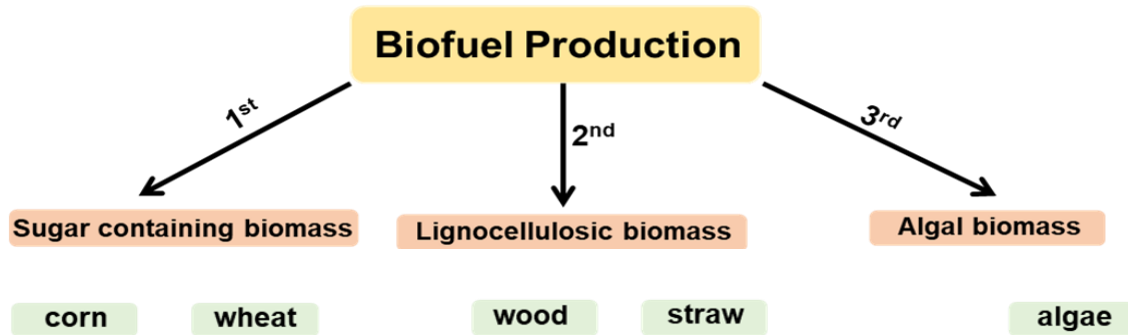 Biofuel Production
1st
2nd
3rd
Sugar containing biomass
Lignocellulosic biomass
Algal biomass
corn
wheat
wood
straw
algae